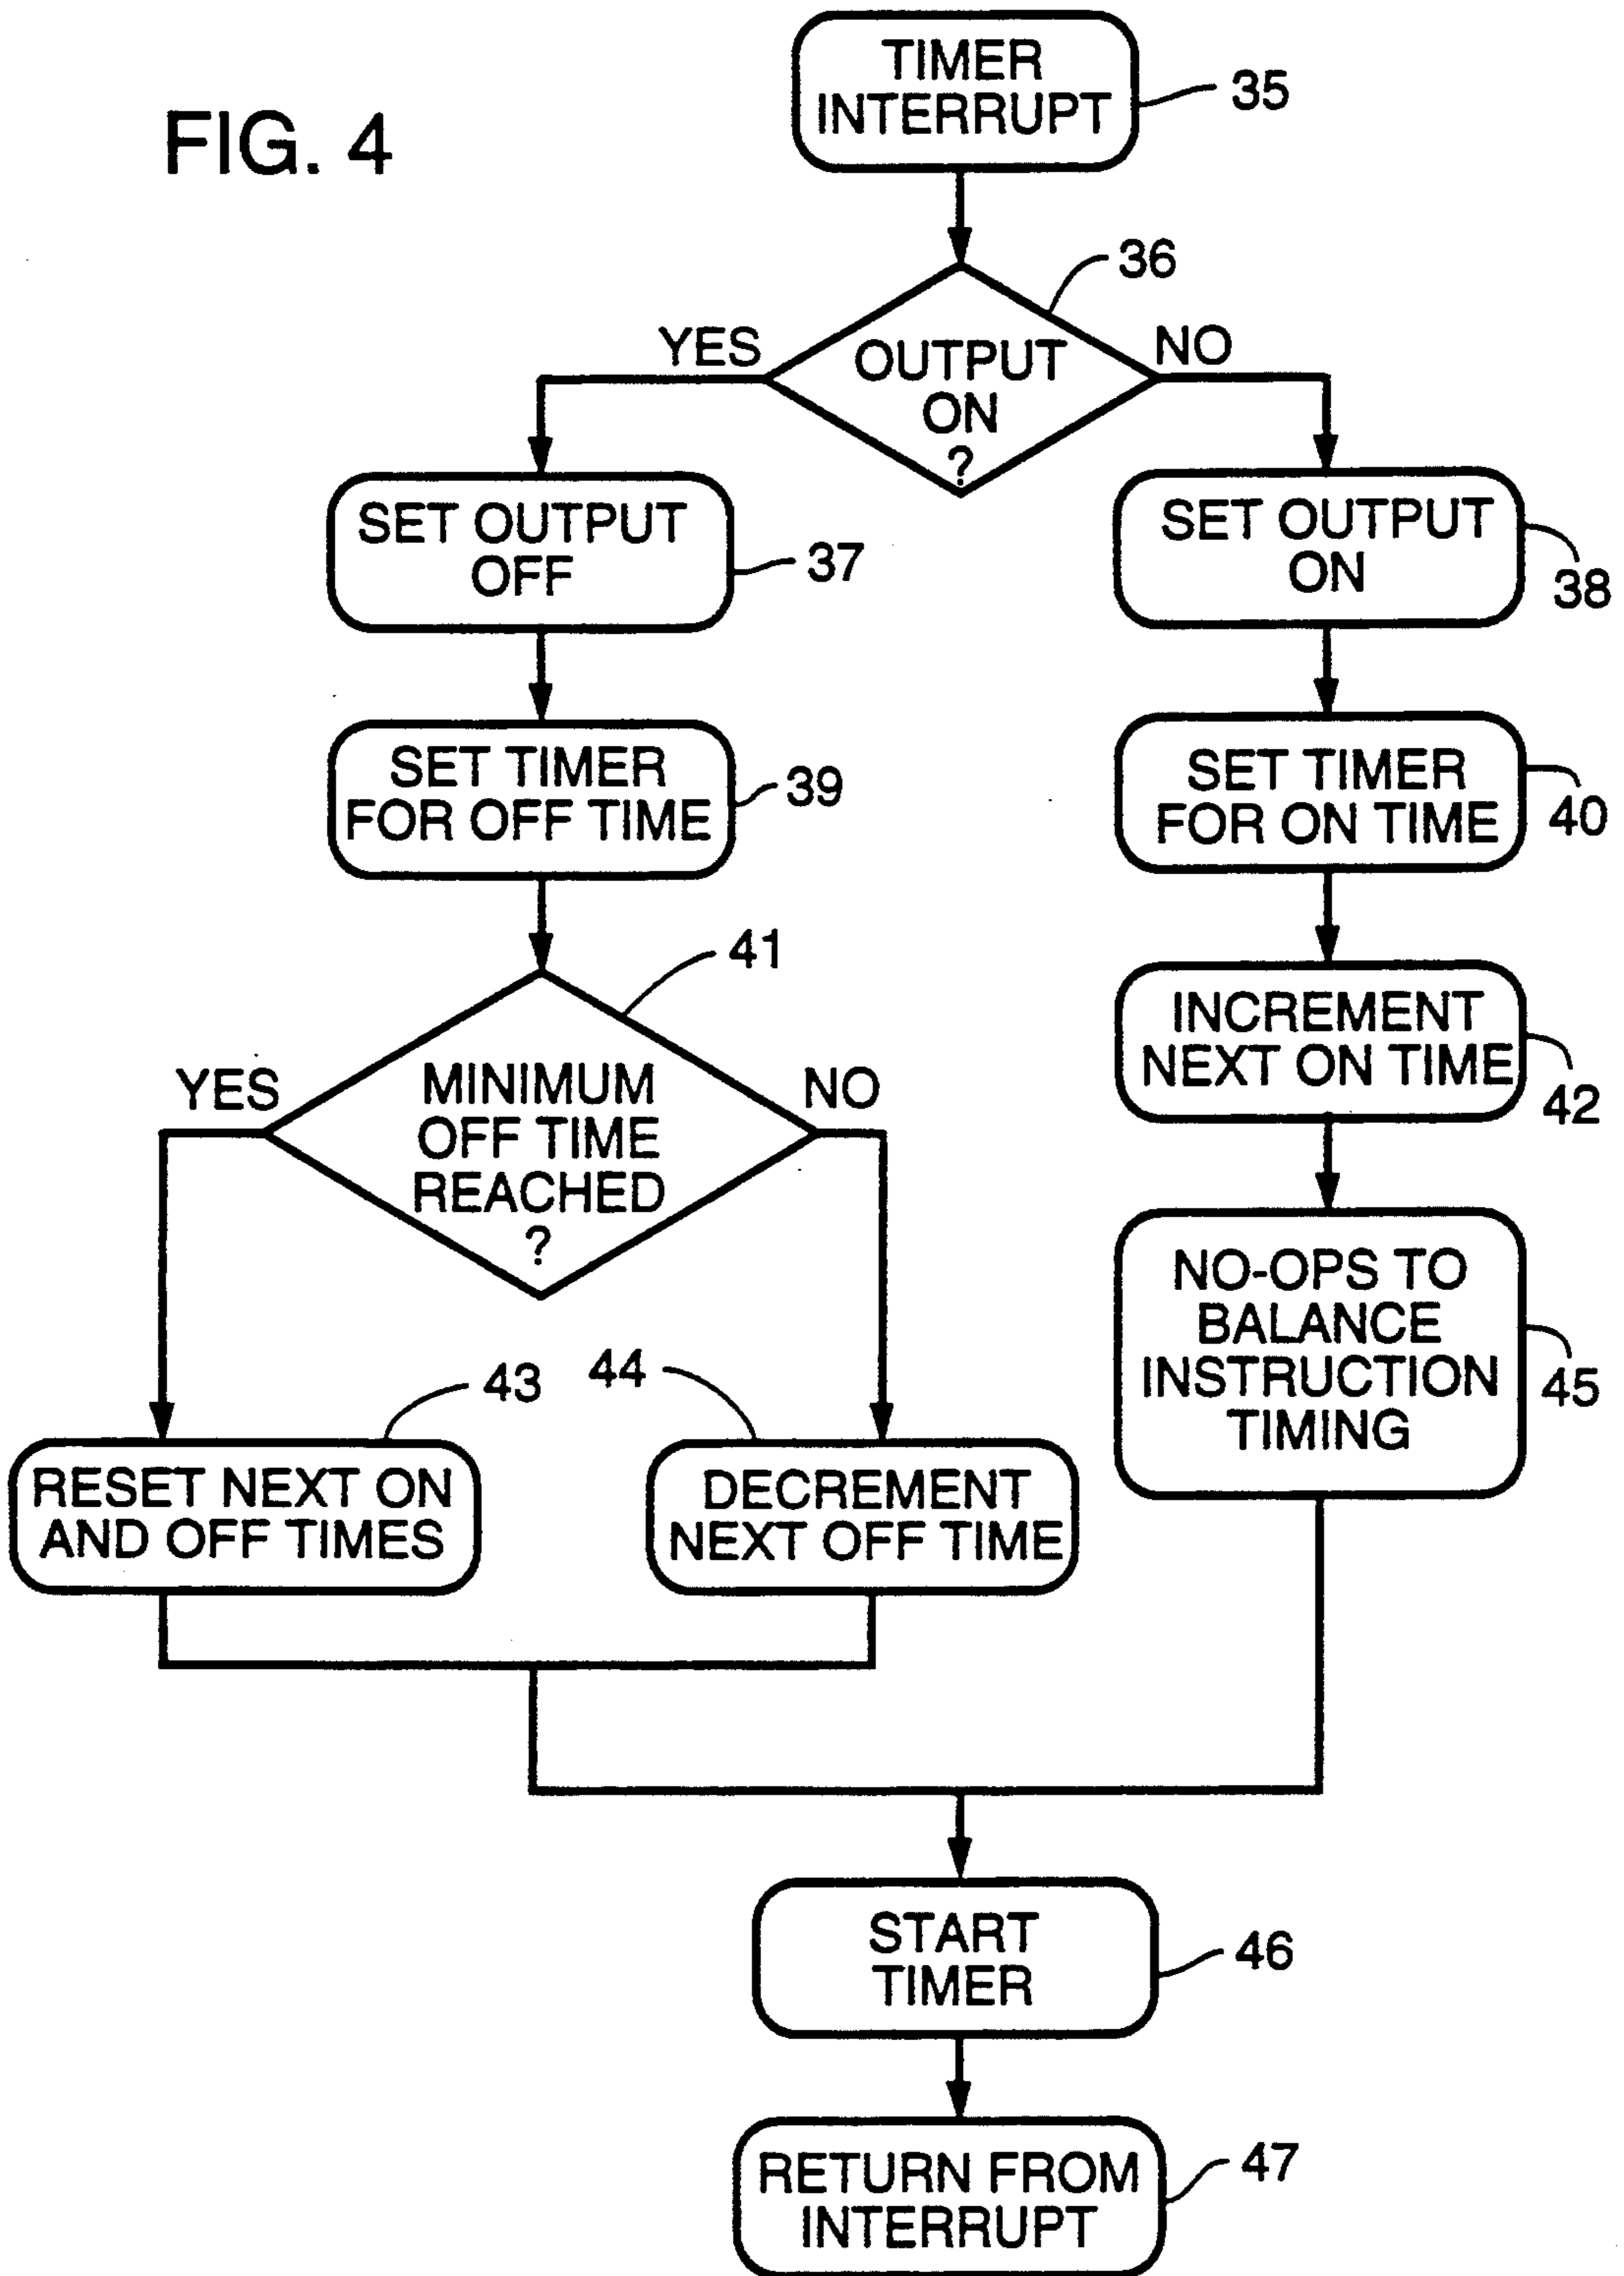 FIG. 4
TIMER
INTERRUPT
35
36
YES
NO
OUTPUT
ON
?
SET OUTPUT
OFF
37
SET OUTPUT
ON
38
SET TIMER
FOR OFF TIME
39
SET TIMER
FOR ON TIME
40
41
YES
NO
MINIMUM
OFF TIME
REACHED
?
INCREMENT
NEXT ON TIME
42
NO-OPS TO
BALANCE
INSTRUCTION
TIMING
45
43
44
RESET NEXT ON
AND OFF TIMES
DECREMENT
NEXT OFF TIME
START
TIMER
46
RETURN FROM
INTERRUPT
47